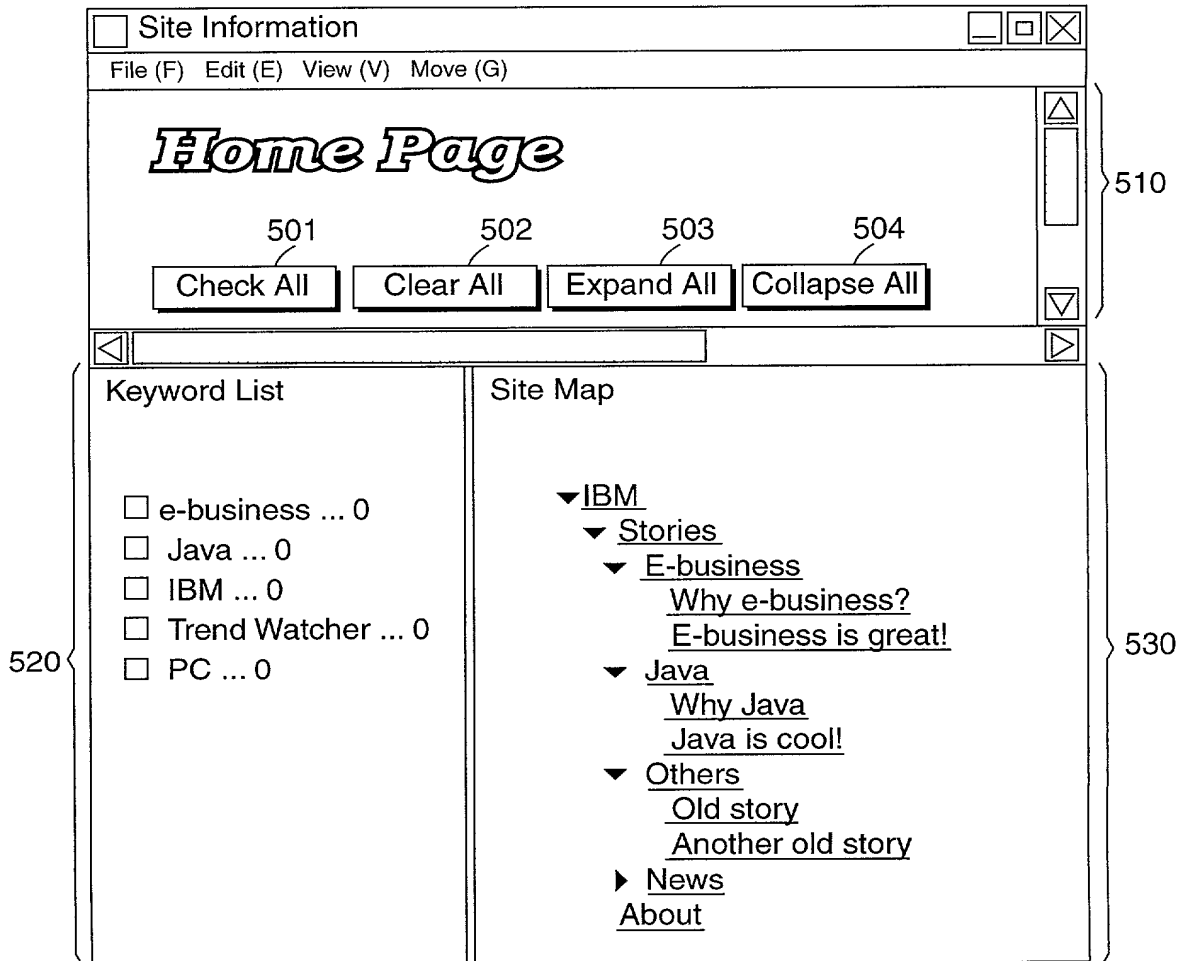 Site Information
File (F) Edit (E) View (V) Move (G)
Home Page
510
501 502 503 504
Check All Clear All Expand All Collapse All
Keyword List
e-business ... 0
Java ... 0
IBM ... 0
Trend Watcher ... 0
PC ... 0
520
Site Map
IBM
Stories
E-business
Why e-business?
E-business is great!
Java
Why Java
Java is cool!
Others
Old story
Another old story
News
About
530